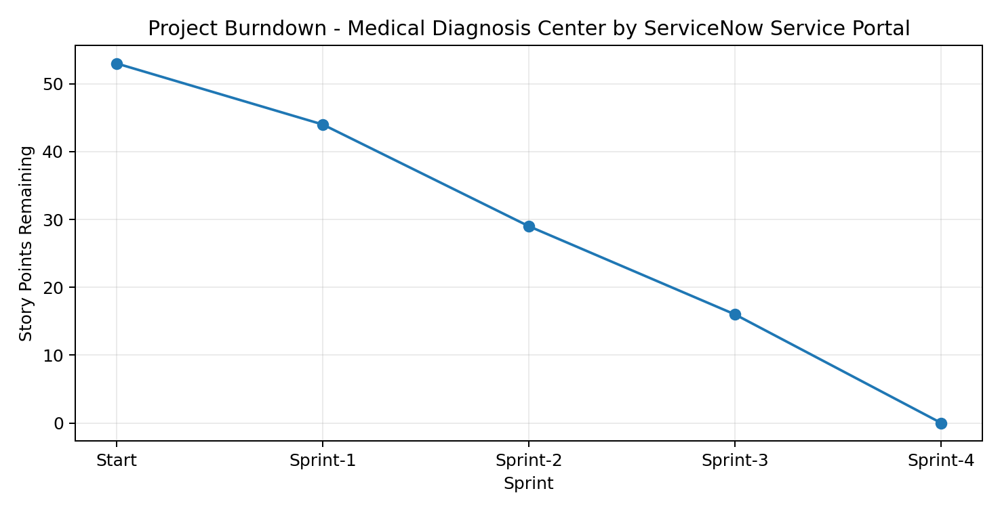 Project Burndown - Medical Diagnosis Center by ServiceNow Service Portal
Story Points Remaining
50
40
30
20
10
0
Start Sprint-1 Sprint-2 Sprint-3 Sprint-4
Sprint